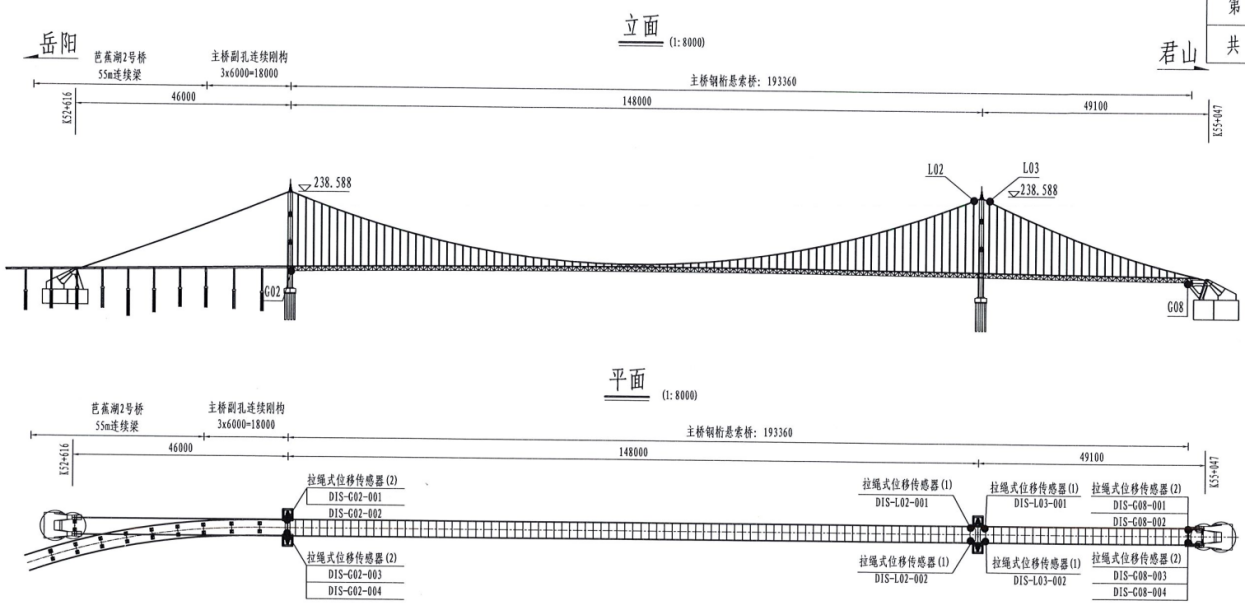 第
共
立面
(1: 8000)
岳阳
君山
芭蕉湖2号桥
55m连续梁
主桥副孔连续刚构
3x6000=18000
主桥钢桁悬索桥: 193360
K52+616
46000
148000
49100
K55+047
238.588
L02
L03
238.588
G02
G08
平面
(1: 8000)
芭蕉湖2号桥
55m连续梁
主桥副孔连续刚构
3x6000=18000
主桥钢桁悬索桥: 193360
K52+616
46000
148000
49100
K55+047
拉绳式位移传感器(2)
DIS-G02-001
DIS-G02-002
拉绳式位移传感器(1)
DIS-L02-001
拉绳式位移传感器(1)
DIS-L03-001
拉绳式位移传感器(2)
DIS-G08-001
DIS-G08-002
拉绳式位移传感器(2)
DIS-G02-003
DIS-G02-004
拉绳式位移传感器(1)
DIS-L02-002
拉绳式位移传感器(1)
DIS-L03-002
拉绳式位移传感器(2)
DIS-G08-003
DIS-G08-004